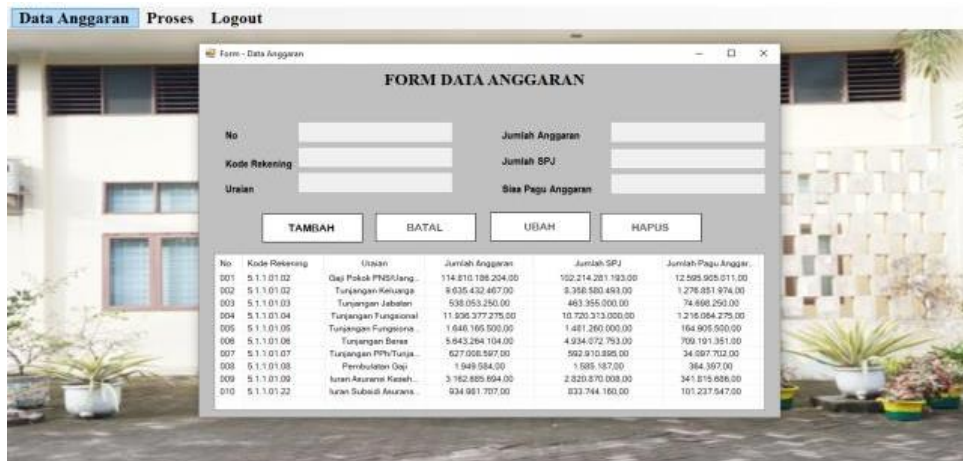 Data Anggaran Proses Logout
Form - Data Anggaran
FORM DATA ANGGARAN
No
Jumlah Anggaran
Kode Rekening
Jumlah SPJ
Uraian
Sisa Pagu Anggaran
TAMBAH BATAL UBAH HAPUS
No Kode Rekening Uraian Jumlah Anggaran Jumlah SPJ Jumlah Pagu Anggar...
001 5.1.1.01.02 Gaji Pokok PNS/Uang... 114.810.186.204,00 102.214.281.193,00 12.595.905.011,00
002 5.1.1.01.02 Tunjangan Keluarga 9.635.432.467,00 8.358.580.493,00 1.276.851.974,00
003 5.1.1.01.03 Tunjangan Jabatan 538.053.250,00 463.355.000,00 74.698.250,00
004 5.1.1.01.04 Tunjangan Fungsional 11.936.377.275,00 10.720.313.000,00 1.216.064.275,00
005 5.1.1.01.05 Tunjangan Fungsiona... 1.646.165.500,00 1.481.260.000,00 164.905.500,00
006 5.1.1.01.06 Tunjangan Beras 5.643.264.104,00 4.934.072.753,00 709.191.351,00
007 5.1.1.01.07 Tunjangan PPh/Tunja... 627.008.597,00 592.910.895,00 34.097.702,00
008 5.1.1.01.08 Pembulatan Gaji 1.949.584,00 1.585.187,00 364.397,00
009 5.1.1.01.09 Iuran Asuransi Keseh... 3.162.685.694,00 2.820.870.008,00 341.815.686,00
010 5.1.1.01.22 Iuran Subsidi Asurans... 934.981.707,00 833.744.160,00 101.237.547,00